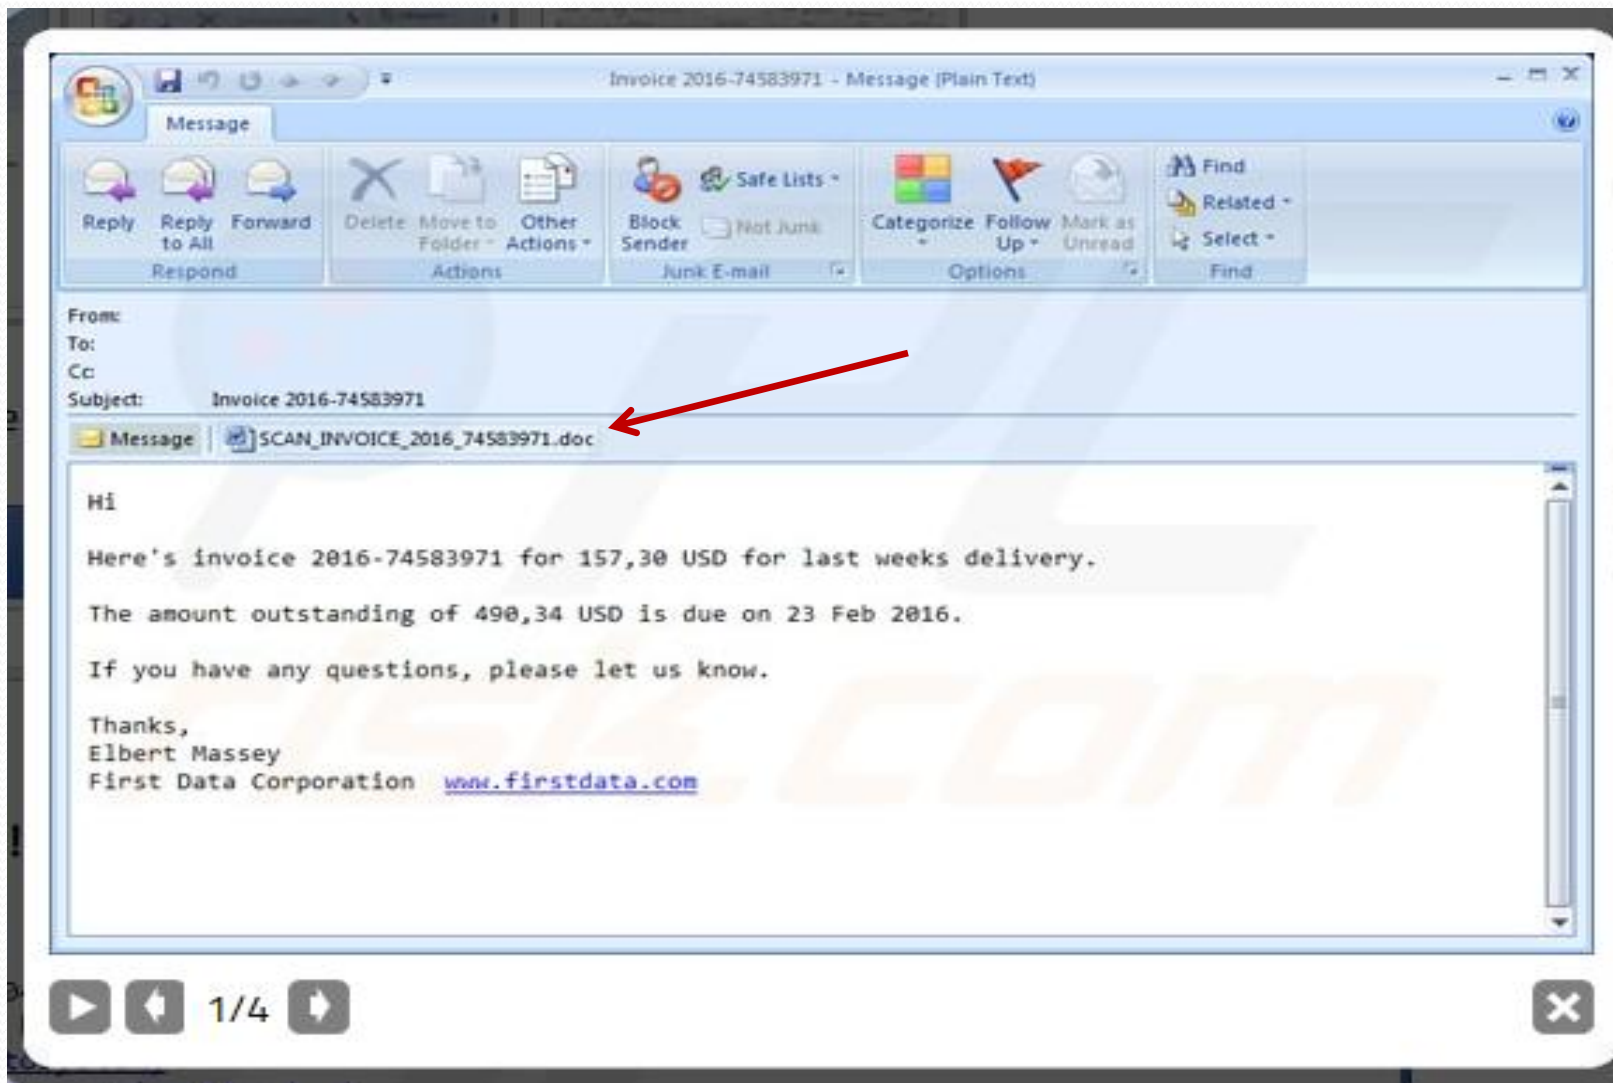 Invoice 2016-74583971 - Message (Plain Text)
Message
Reply
Reply to All
Forward
Respond
Delete
Move to Folder
Other Actions
Actions
Block Sender
Safe Lists
Not Junk
Junk E-mail
Categorize
Follow Up
Mark as Unread
Options
Find
Related
Select
Find
From:
To:
Cc:
Subject: Invoice 2016-74583971
Message SCAN_INVOICE_2016_74583971.doc
Hi
Here's invoice 2016-74583971 for 157,30 USD for last weeks delivery.
The amount outstanding of 490,34 USD is due on 23 Feb 2016.
If you have any questions, please let us know.
Thanks,
Elbert Massey
First Data Corporation www.firstdata.com
1/4